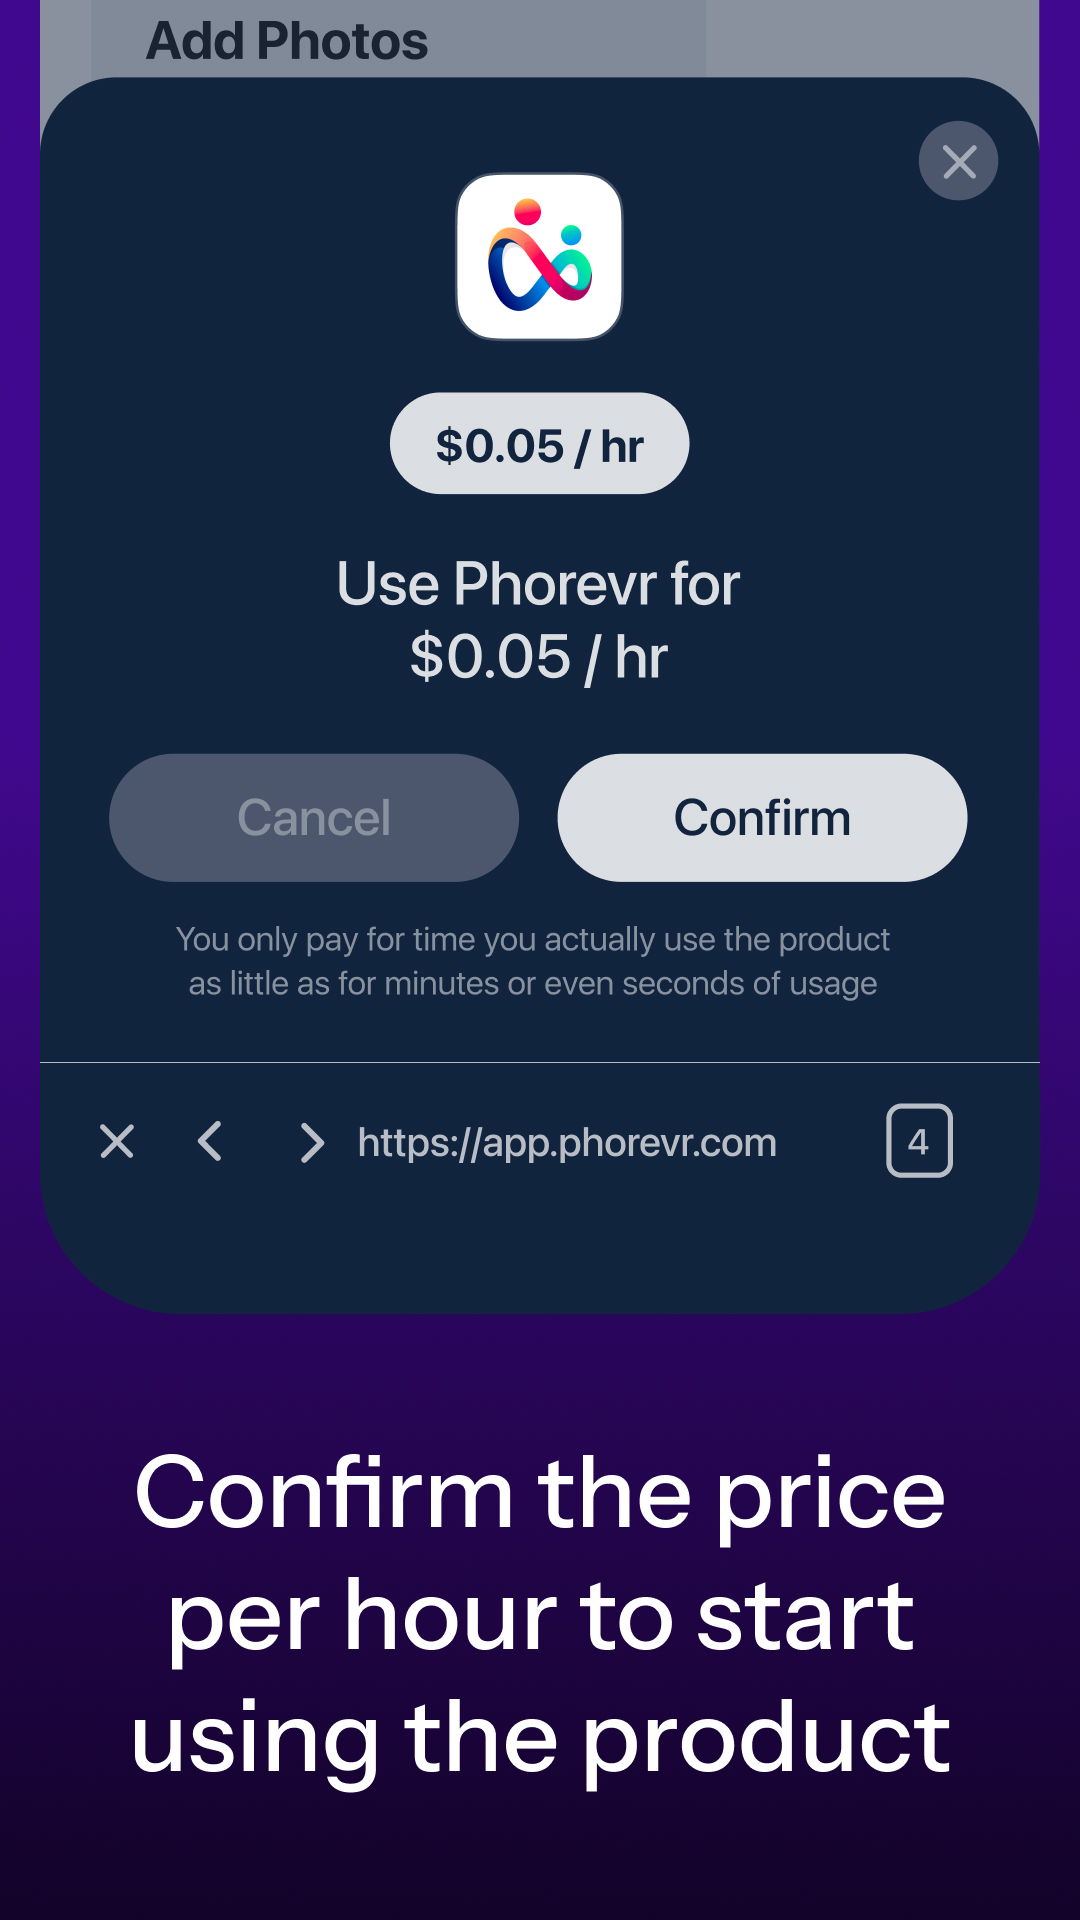 Add Photos
$0.05 / hr
Use Phorevr for
$0.05 / hr
Cancel
Confirm
You only pay for time you actually use the product
as little as for minutes or even seconds of usage
https://app.phorevr.com
4
Confirm the price
per hour to start
using the product